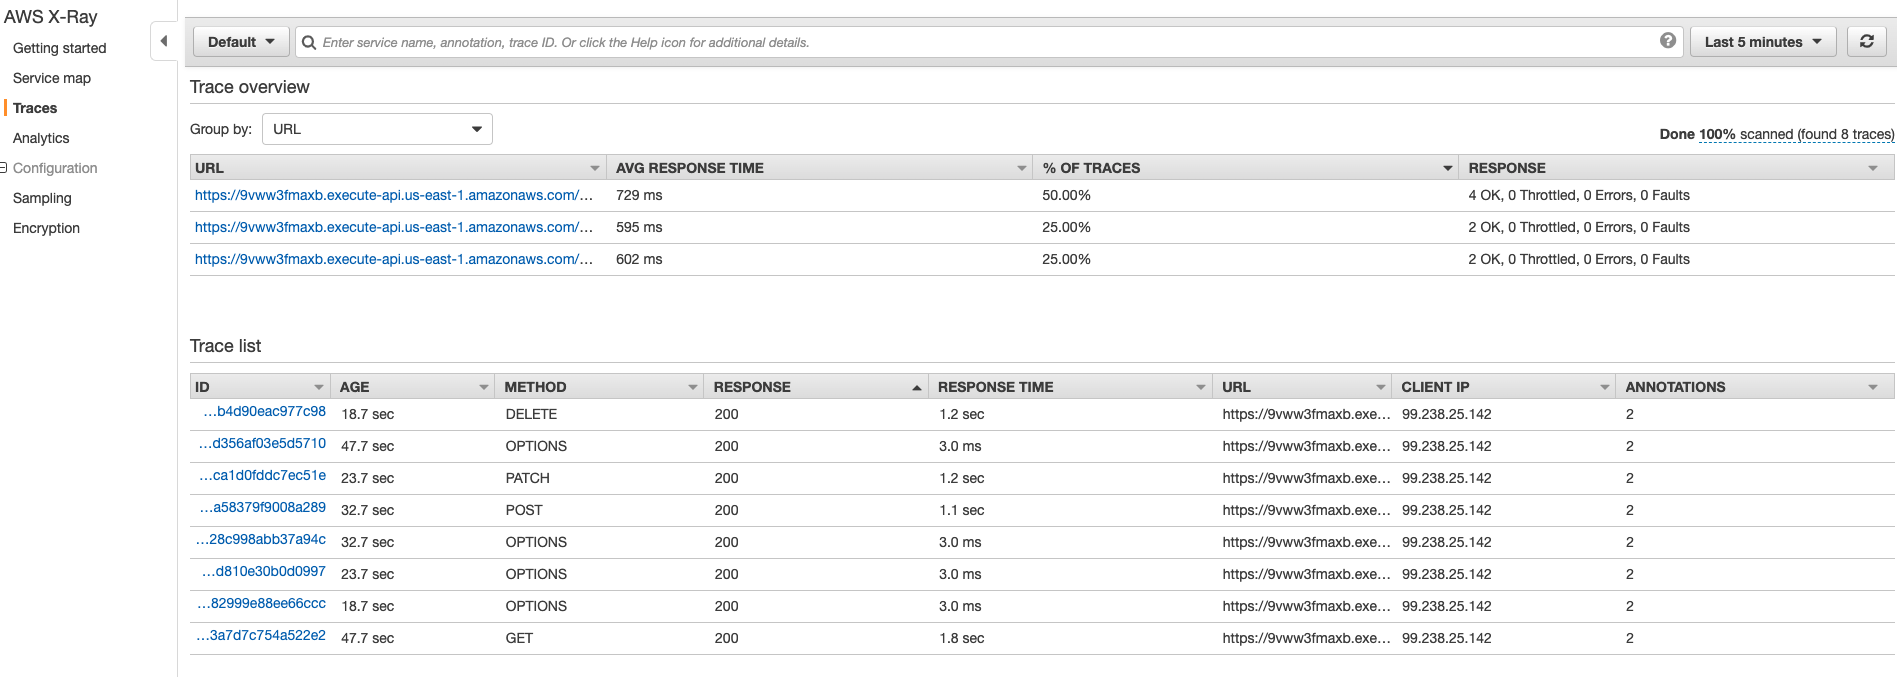 AWS X-Ray
Getting started
Service map
Traces
Analytics
Configuration
Sampling
Encryption
Default
Enter service name, annotation, trace ID. Or click the Help icon for additional details.
Last 5 minutes
Trace overview
Group by: URL
Done 100% scanned (found 8 traces)
URL AVG RESPONSE TIME % OF TRACES RESPONSE
https://9vww3fmaxb.execute-api.us-east-1.amazonaws.com/... 729 ms 50.00% 4 OK, 0 Throttled, 0 Errors, 0 Faults
https://9vww3fmaxb.execute-api.us-east-1.amazonaws.com/... 595 ms 25.00% 2 OK, 0 Throttled, 0 Errors, 0 Faults
https://9vww3fmaxb.execute-api.us-east-1.amazonaws.com/... 602 ms 25.00% 2 OK, 0 Throttled, 0 Errors, 0 Faults
Trace list
ID AGE METHOD RESPONSE RESPONSE TIME URL CLIENT IP ANNOTATIONS
...b4d90eac977c98 18.7 sec DELETE 200 1.2 sec https://9vww3fmaxb.exe... 99.238.25.142 2
...d356af03e5d5710 47.7 sec OPTIONS 200 3.0 ms https://9vww3fmaxb.exe... 99.238.25.142 2
...ca1d0fddc7ec51e 23.7 sec PATCH 200 1.2 sec https://9vww3fmaxb.exe... 99.238.25.142 2
...a58379f9008a289 32.7 sec POST 200 1.1 sec https://9vww3fmaxb.exe... 99.238.25.142 2
...28c998abb37a94c 32.7 sec OPTIONS 200 3.0 ms https://9vww3fmaxb.exe... 99.238.25.142 2
...d810e30b0d0997 23.7 sec OPTIONS 200 3.0 ms https://9vww3fmaxb.exe... 99.238.25.142 2
...82999e88ee66ccc 18.7 sec OPTIONS 200 3.0 ms https://9vww3fmaxb.exe... 99.238.25.142 2
...3a7d7c754a522e2 47.7 sec GET 200 1.8 sec https://9vww3fmaxb.exe... 99.238.25.142 2